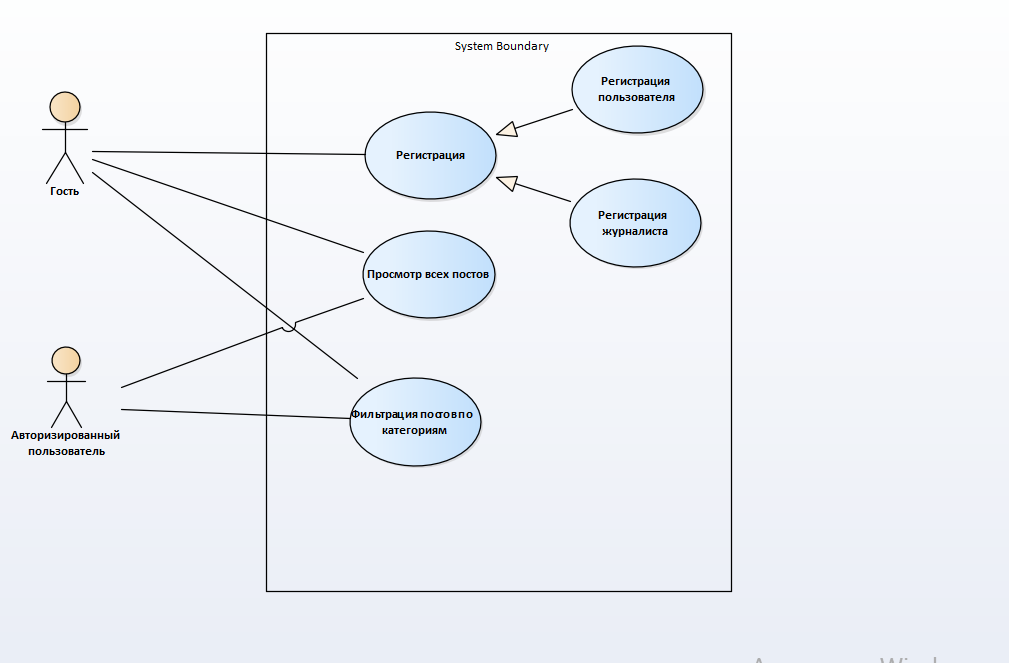 System Boundary
Регистрация
пользователя
Регистрация
Гость
Регистрация
журналиста
Просмотр всех постов
Фильтрация постов по
категориям
Авторизированный
пользователь